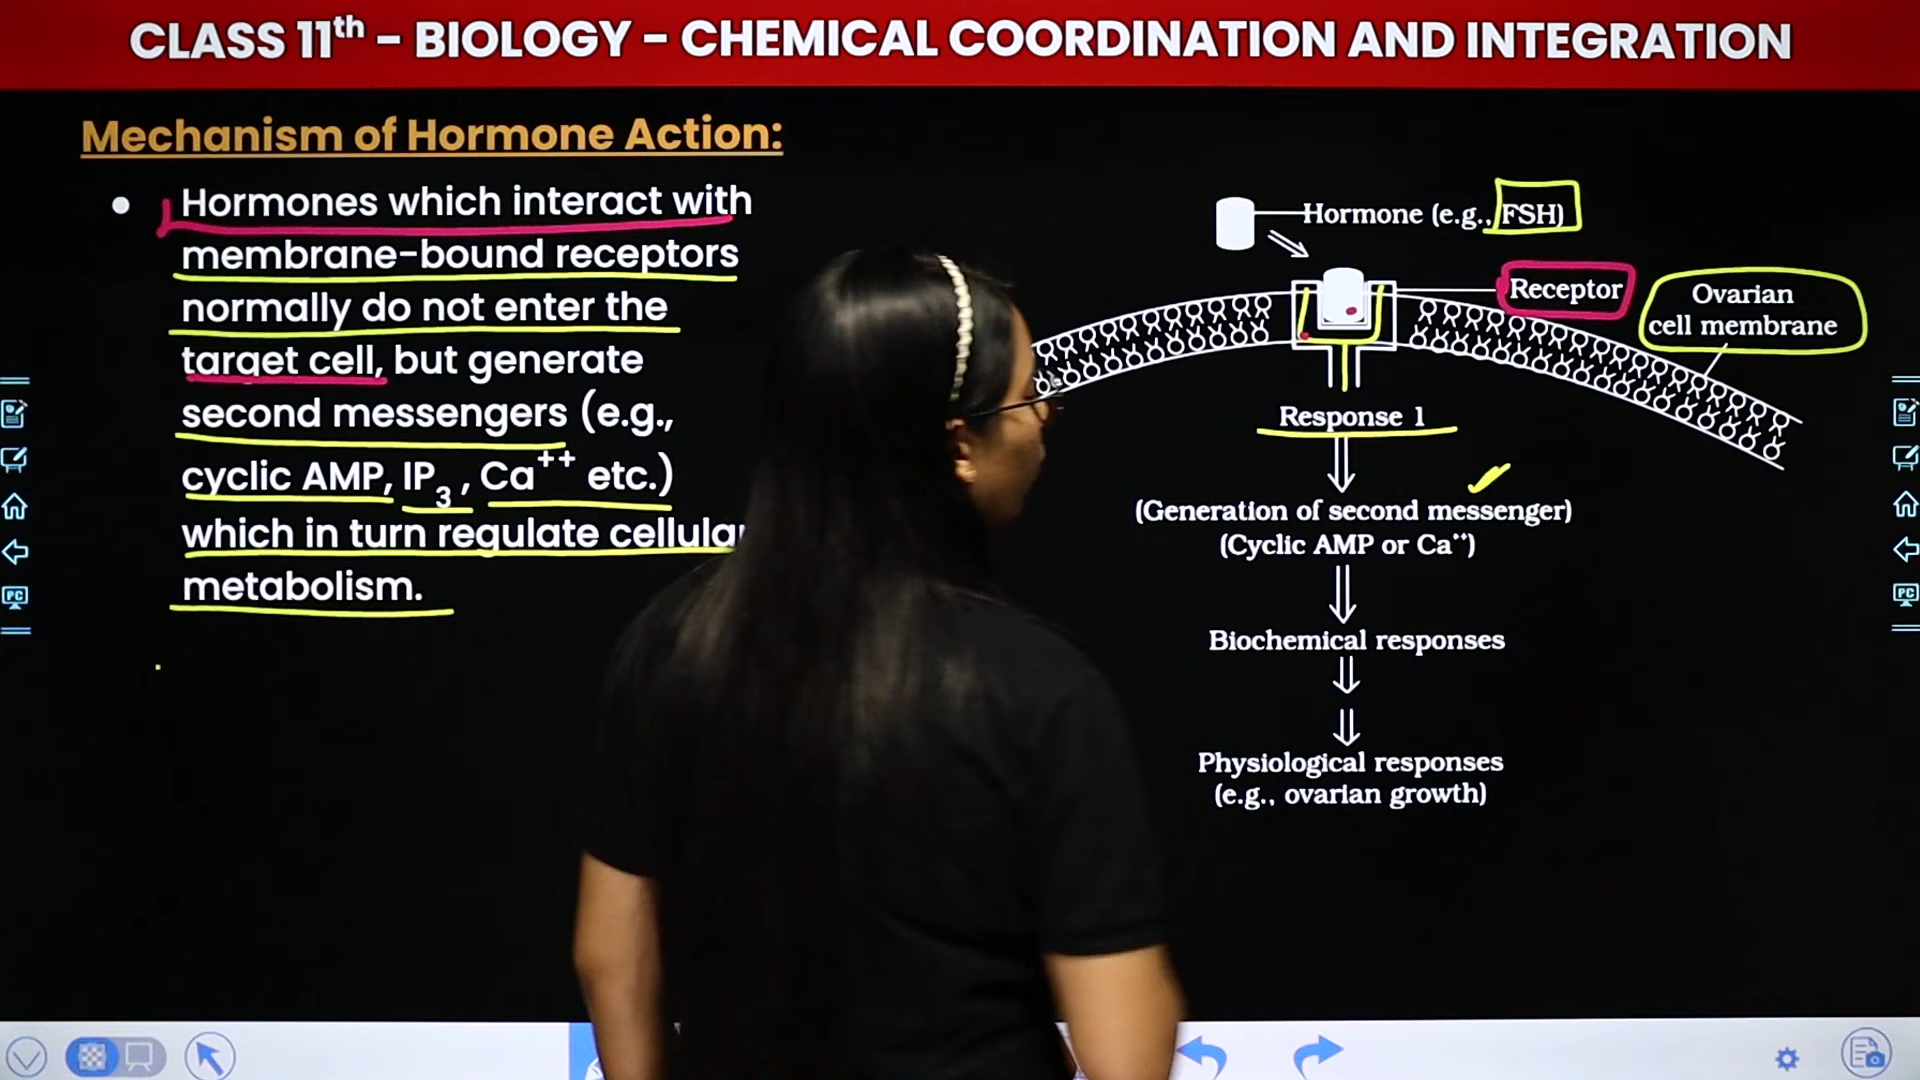 CLASS 11th - BIOLOGY - CHEMICAL COORDINATION AND INTEGRATION
Mechanism of Hormone Action:
● Hormones which interact with
membrane-bound receptors
normally do not enter the
target cell, but generate
second messengers (e.g.,
cyclic AMP, IP3, Ca++ etc.)
which in turn regulate cellular
metabolism.
Hormone (e.g., FSH)
Receptor
Ovarian
cell membrane
Response 1
(Generation of second messenger)
(Cyclic AMP or Ca++)
Biochemical responses
Physiological responses
(e.g., ovarian growth)
PC
PC